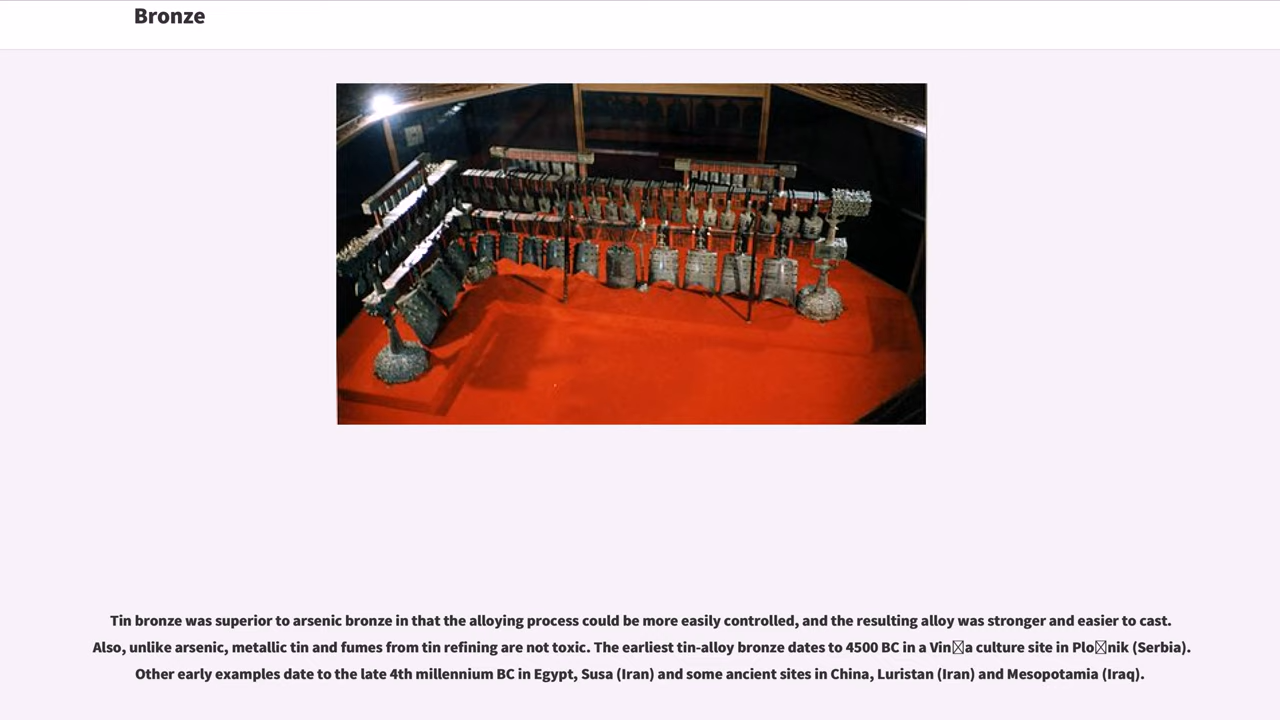 Bronze
Tin bronze was superior to arsenic bronze in that the alloying process could be more easily controlled, and the resulting alloy was stronger and easier to cast.
Also, unlike arsenic, metallic tin and fumes from tin refining are not toxic. The earliest tin-alloy bronze dates to 4500 BC in a Vin□a culture site in Plo□nik (Serbia).
Other early examples date to the late 4th millennium BC in Egypt, Susa (Iran) and some ancient sites in China, Luristan (Iran) and Mesopotamia (Iraq).